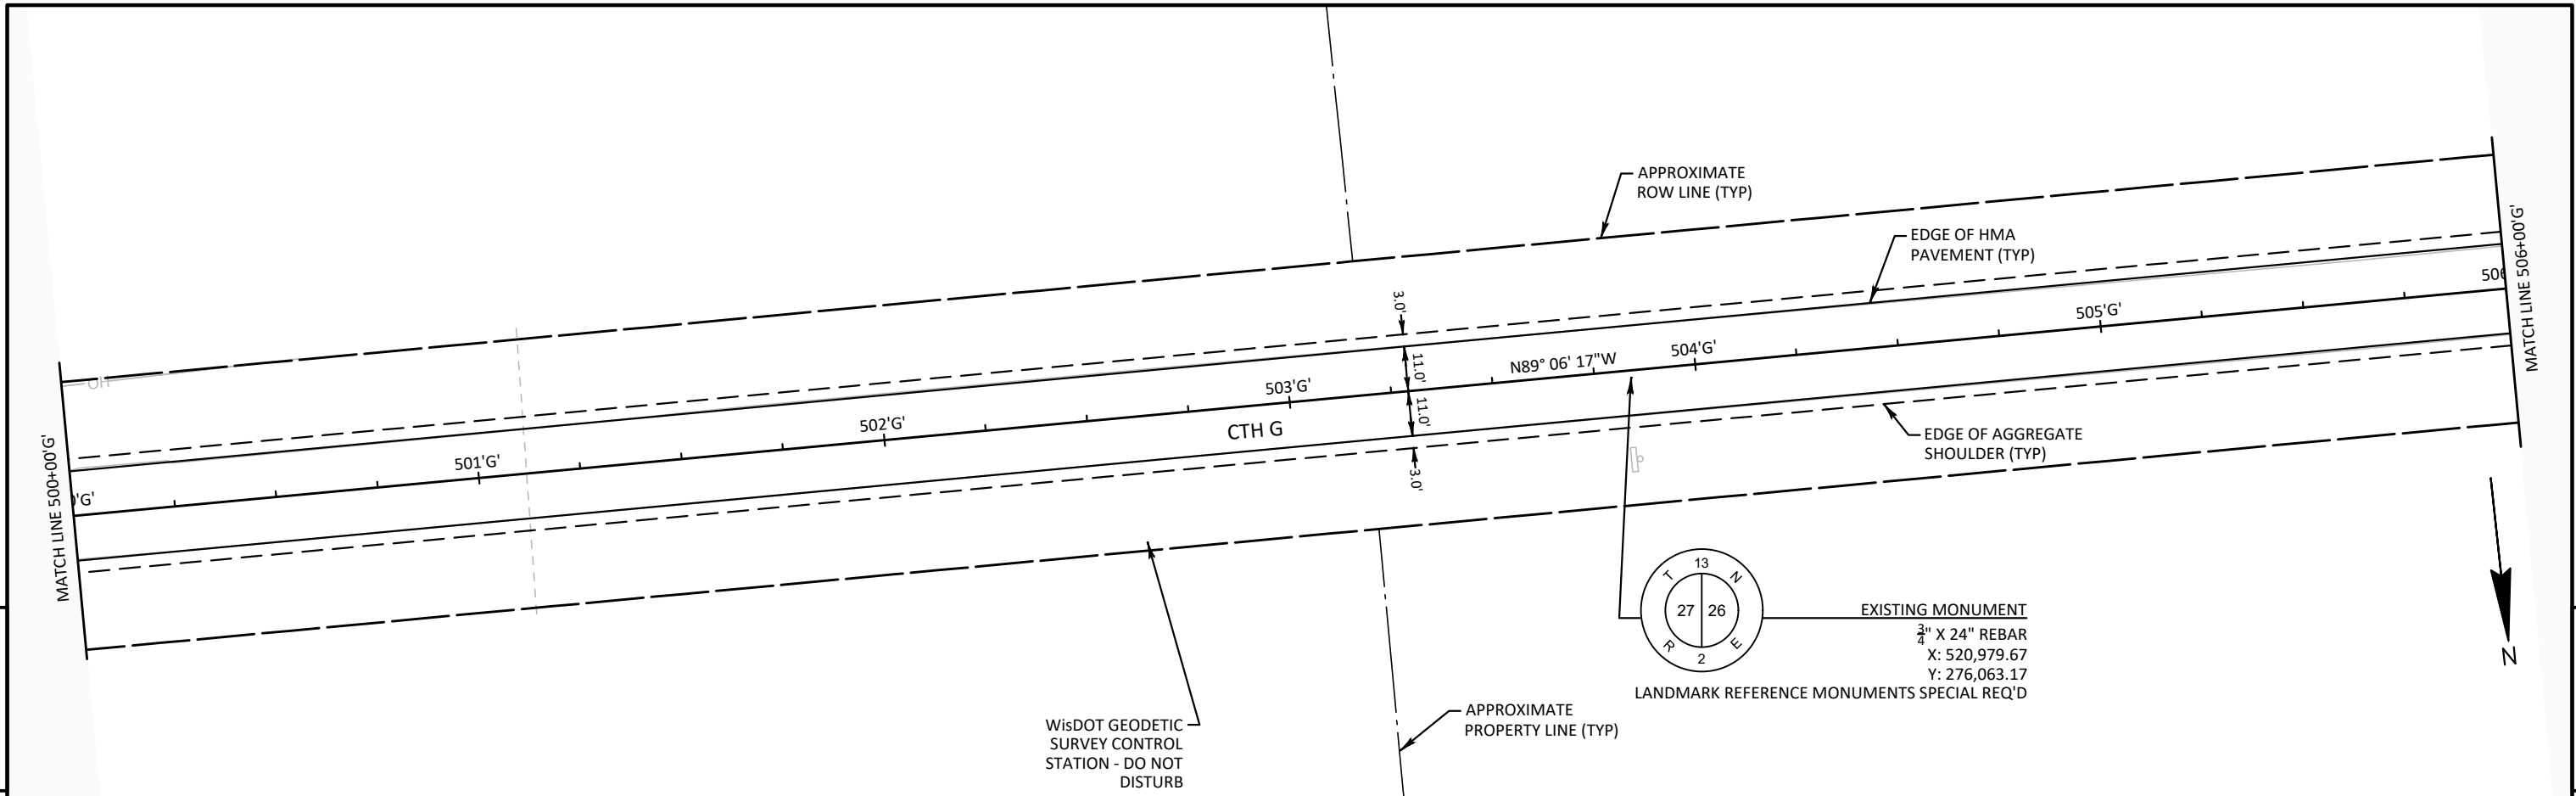 APPROXIMATE
ROW LINE (TYP)
EDGE OF HMA
PAVEMENT (TYP)
MATCH LINE 506+00'G'
506
505'G'
3.0'
11.0'
N89° 06' 17"W
504'G'
OH
503'G'
11.0'
502'G'
CTH G
EDGE OF AGGREGATE
SHOULDER (TYP)
501'G'
3.0'
'G'
MATCH LINE 500+00'G'
T 13 N
27 26
R 2 E
EXISTING MONUMENT
3/4" X 24" REBAR
X: 520,979.67
Y: 276,063.17
LANDMARK REFERENCE MONUMENTS SPECIAL REQ'D
N
WisDOT GEODETIC
SURVEY CONTROL
STATION - DO NOT
DISTURB
APPROXIMATE
PROPERTY LINE (TYP)